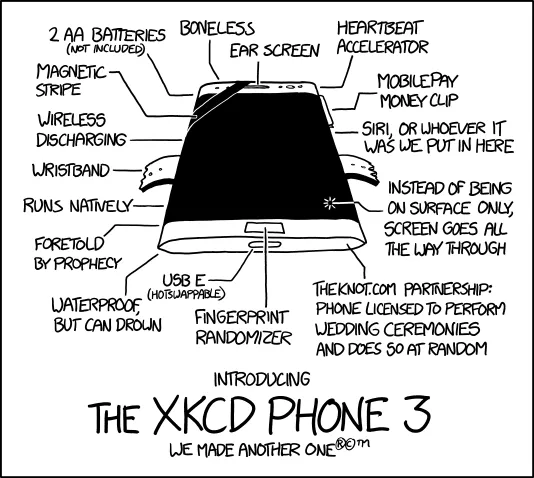 2 AA BATTERIES
(NOT INCLUDED)
BONELESS
EAR SCREEN
HEARTBEAT
ACCELERATOR
MAGNETIC
STRIPE
MOBILEPAY
MONEY CLIP
WIRELESS
DISCHARGING
SIRI, OR WHOEVER IT
WAS WE PUT IN HERE
WRISTBAND
INSTEAD OF BEING
ON SURFACE ONLY,
SCREEN GOES ALL
THE WAY THROUGH
RUNS NATIVELY
FORETOLD
BY PROPHECY
WATERPROOF,
BUT CAN DROWN
USB E
(HOTSWAPPABLE)
FINGERPRINT
RANDOMIZER
THEKNOT.COM PARTNERSHIP:
PHONE LICENSED TO PERFORM
WEDDING CEREMONIES
AND DOES SO AT RANDOM
INTRODUCING
THE XKCD PHONE 3
WE MADE ANOTHER ONE®©™